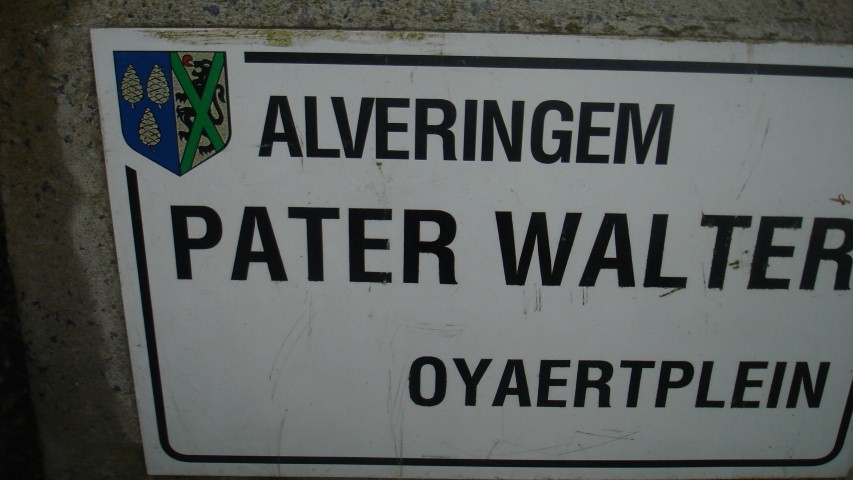 ALVERINGEM
PATER WALTER
OYAERTPLEIN